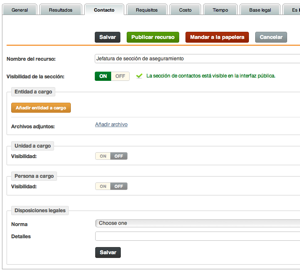 General Resultados Contacto Requisitos Costo Tiempo Base legal Ex
Salvar Publicar recurso Mandar a la papelera Cancelar
Nombre del recurso: Jefatura de sección de aseguramiento
Visibilidad de la sección: ON OFF La sección de contactos está visible en la interfaz pública.
Entidad a cargo
Añadir entidad a cargo
Archivos adjuntos: Añadir archivo
Unidad a cargo
Visibilidad: ON OFF
Persona a cargo
Visibilidad: ON OFF
Disposiciones legales
Norma Choose one
Detalles
Salvar